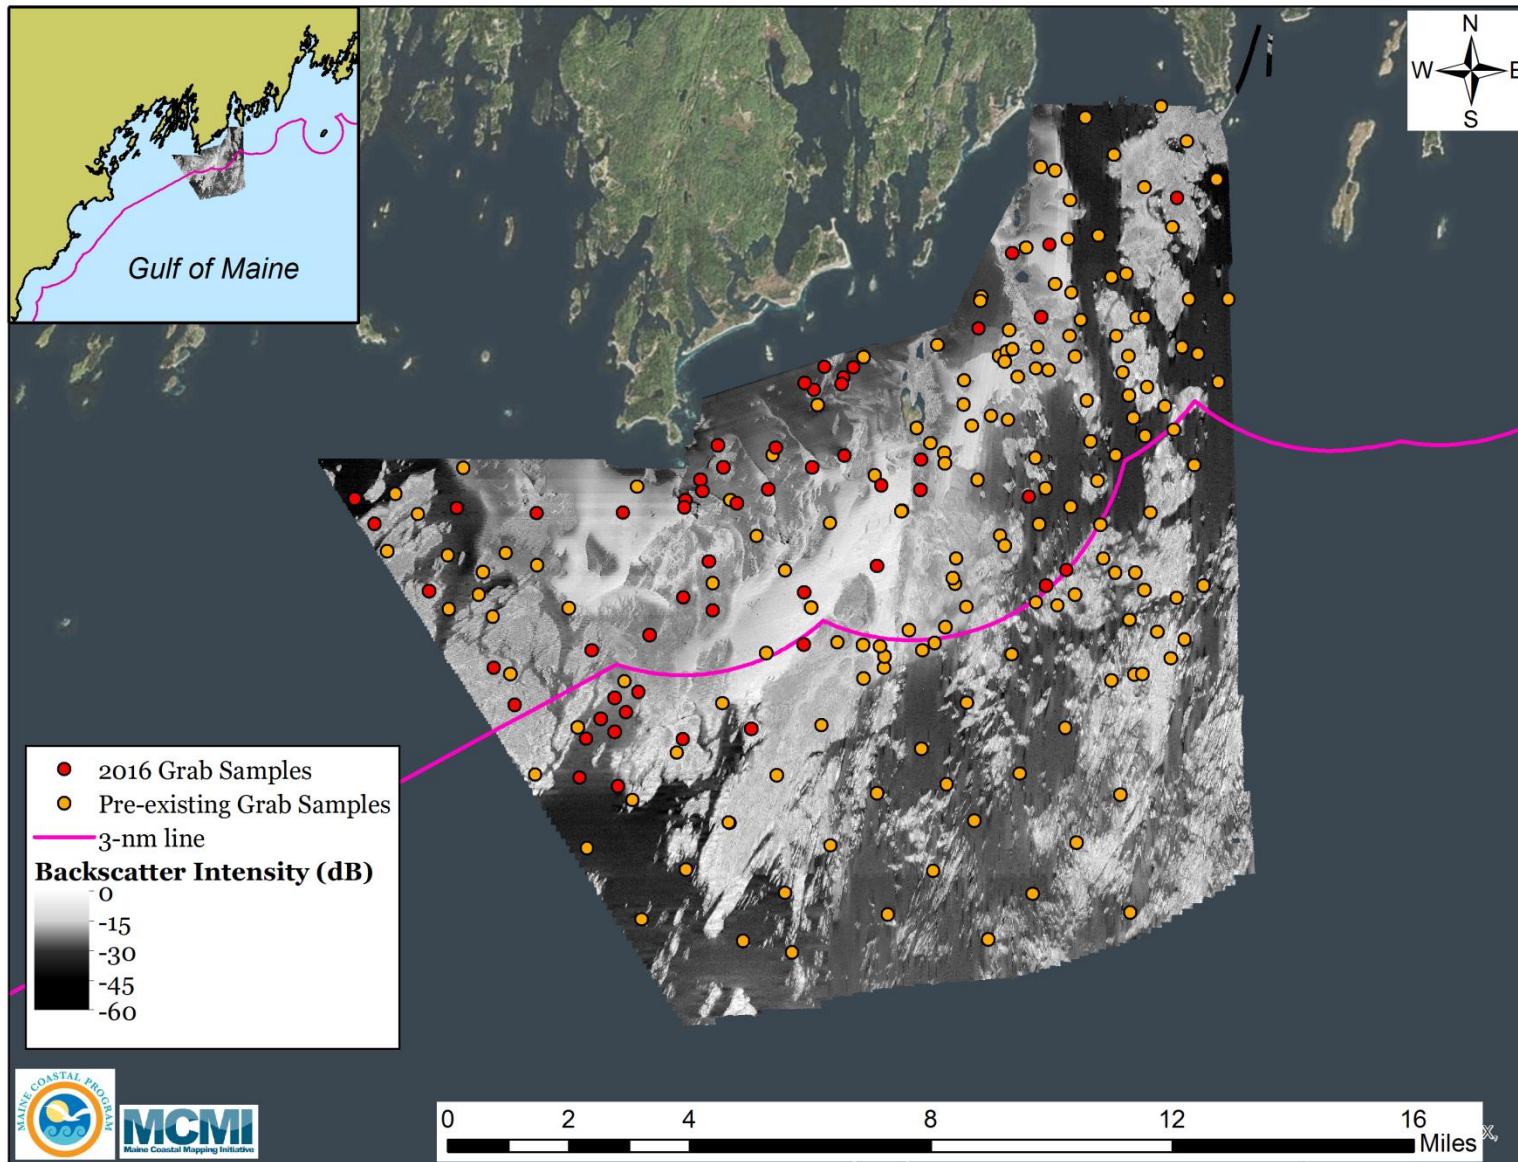 Gulf of Maine
N
W E
S
2016 Grab Samples
Pre-existing Grab Samples
3-nm line
Backscatter Intensity (dB)
0
-15
-30
-45
-60
MAINE COASTAL PROGRAM
MCMI
Maine Coastal Mapping Initiative
0 2 4 8 12 16
Miles